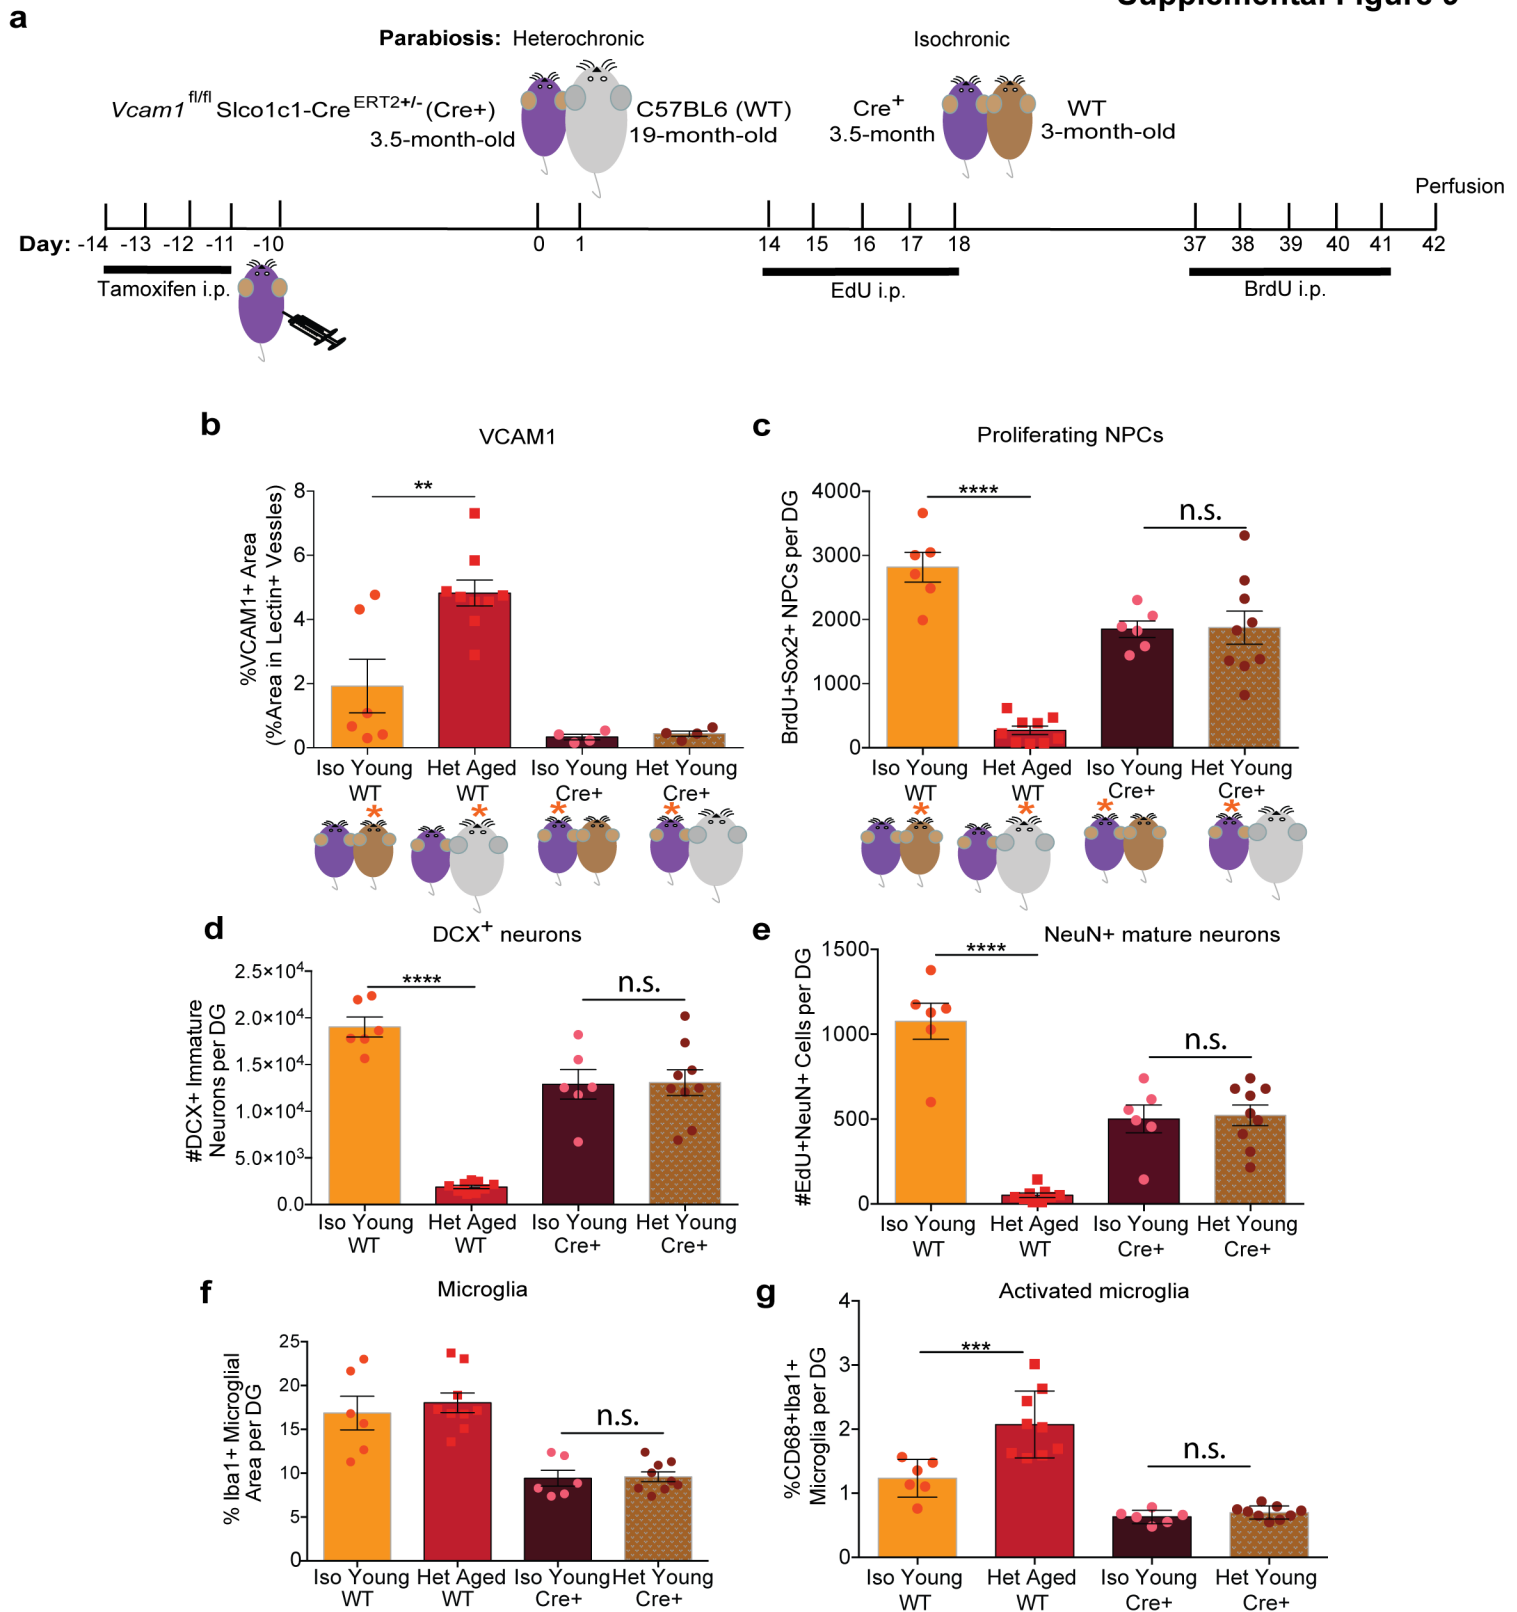 Supplemental Figure 9
a
Parabiosis: Heterochronic
Isochronic
Vcam1 fl/fl Slco1c1-Cre ERT2+/- (Cre+)
3.5-month-old
C57BL6 (WT)
19-month-old
Cre+
3.5-month
WT
3-month-old
Perfusion
Day: -14 -13 -12 -11 -10 0 1 14 15 16 17 18 37 38 39 40 41 42
Tamoxifen i.p.
EdU i.p.
BrdU i.p.
b
VCAM1
%VCAM1+ Area
(%Area in Lectin+ Vessles)
8
6
4
2
0
**
Iso Young
WT
Het Aged
WT
Iso Young
Cre+
Het Young
Cre+
* * * *
c
Proliferating NPCs
BrdU+Sox2+ NPCs per DG
4000
3000
2000
1000
0
****
n.s.
Iso Young
WT
Het Aged
WT
Iso Young
Cre+
Het Young
Cre+
* * * *
d
DCX+ neurons
#DCX+ Immature
Neurons per DG
2.5×10⁴
2.0×10⁴
1.5×10⁴
1.0×10⁴
5.0×10³
0.0
****
n.s.
Iso Young
WT
Het Aged
WT
Iso Young
Cre+
Het Young
Cre+
e
NeuN+ mature neurons
#EdU+NeuN+ Cells per DG
1500
1000
500
0
****
n.s.
Iso Young
WT
Het Aged
WT
Iso Young
Cre+
Het Young
Cre+
f
Microglia
% Iba1+ Microglial
Area per DG
25
20
15
10
5
0
n.s.
Iso Young
WT
Het Aged
WT
Iso Young
Cre+
Het Young
Cre+
g
Activated microglia
%CD68+Iba1+
Microglia per DG
4
3
2
1
0
***
n.s.
Iso Young
WT
Het Aged
WT
Iso Young
Cre+
Het Young
Cre+